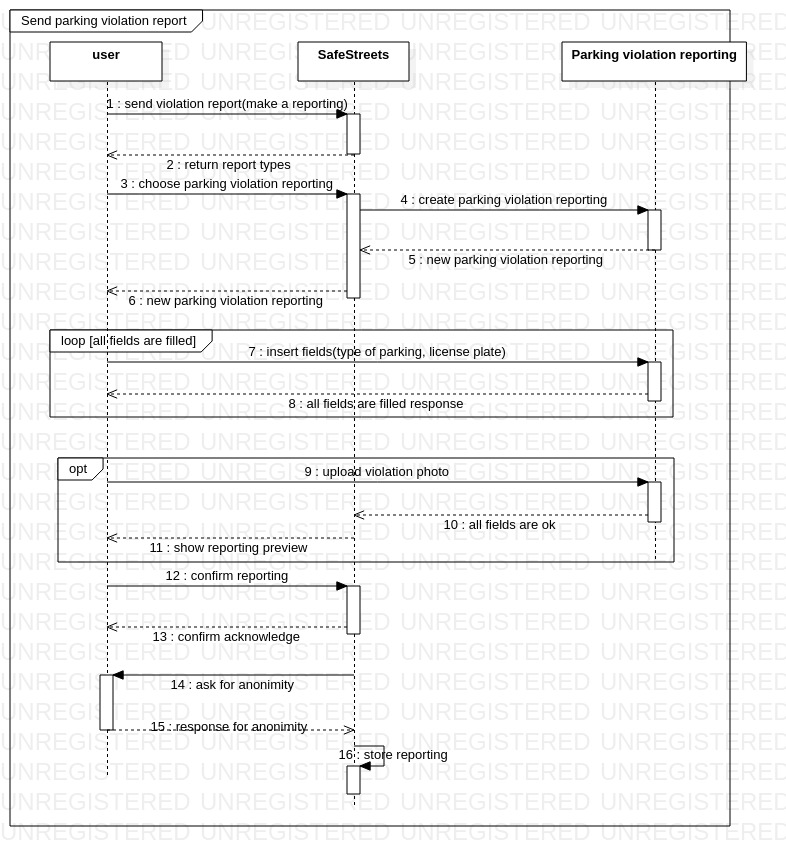 Send parking violation report
user
SafeStreets
Parking violation reporting
1 : send violation report(make a reporting)
2 : return report types
3 : choose parking violation reporting
4 : create parking violation reporting
5 : new parking violation reporting
6 : new parking violation reporting
loop [all fields are filled]
7 : insert fields(type of parking, license plate)
8 : all fields are filled response
opt
9 : upload violation photo
10 : all fields are ok
11 : show reporting preview
12 : confirm reporting
13 : confirm acknowledge
14 : ask for anonimity
15 : response for anonimity
16 : store reporting
UNREGISTERED